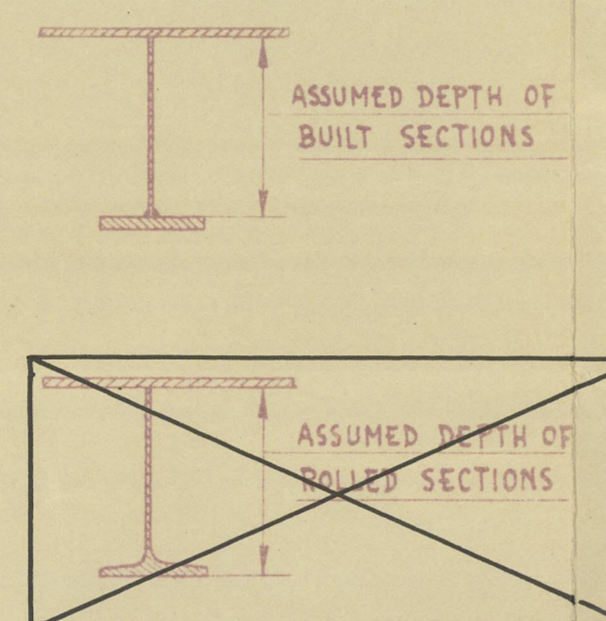 ASSUMED DEPTH OF
BUILT SECTIONS
ASSUMED DEPTH OF
ROLLED SECTIONS